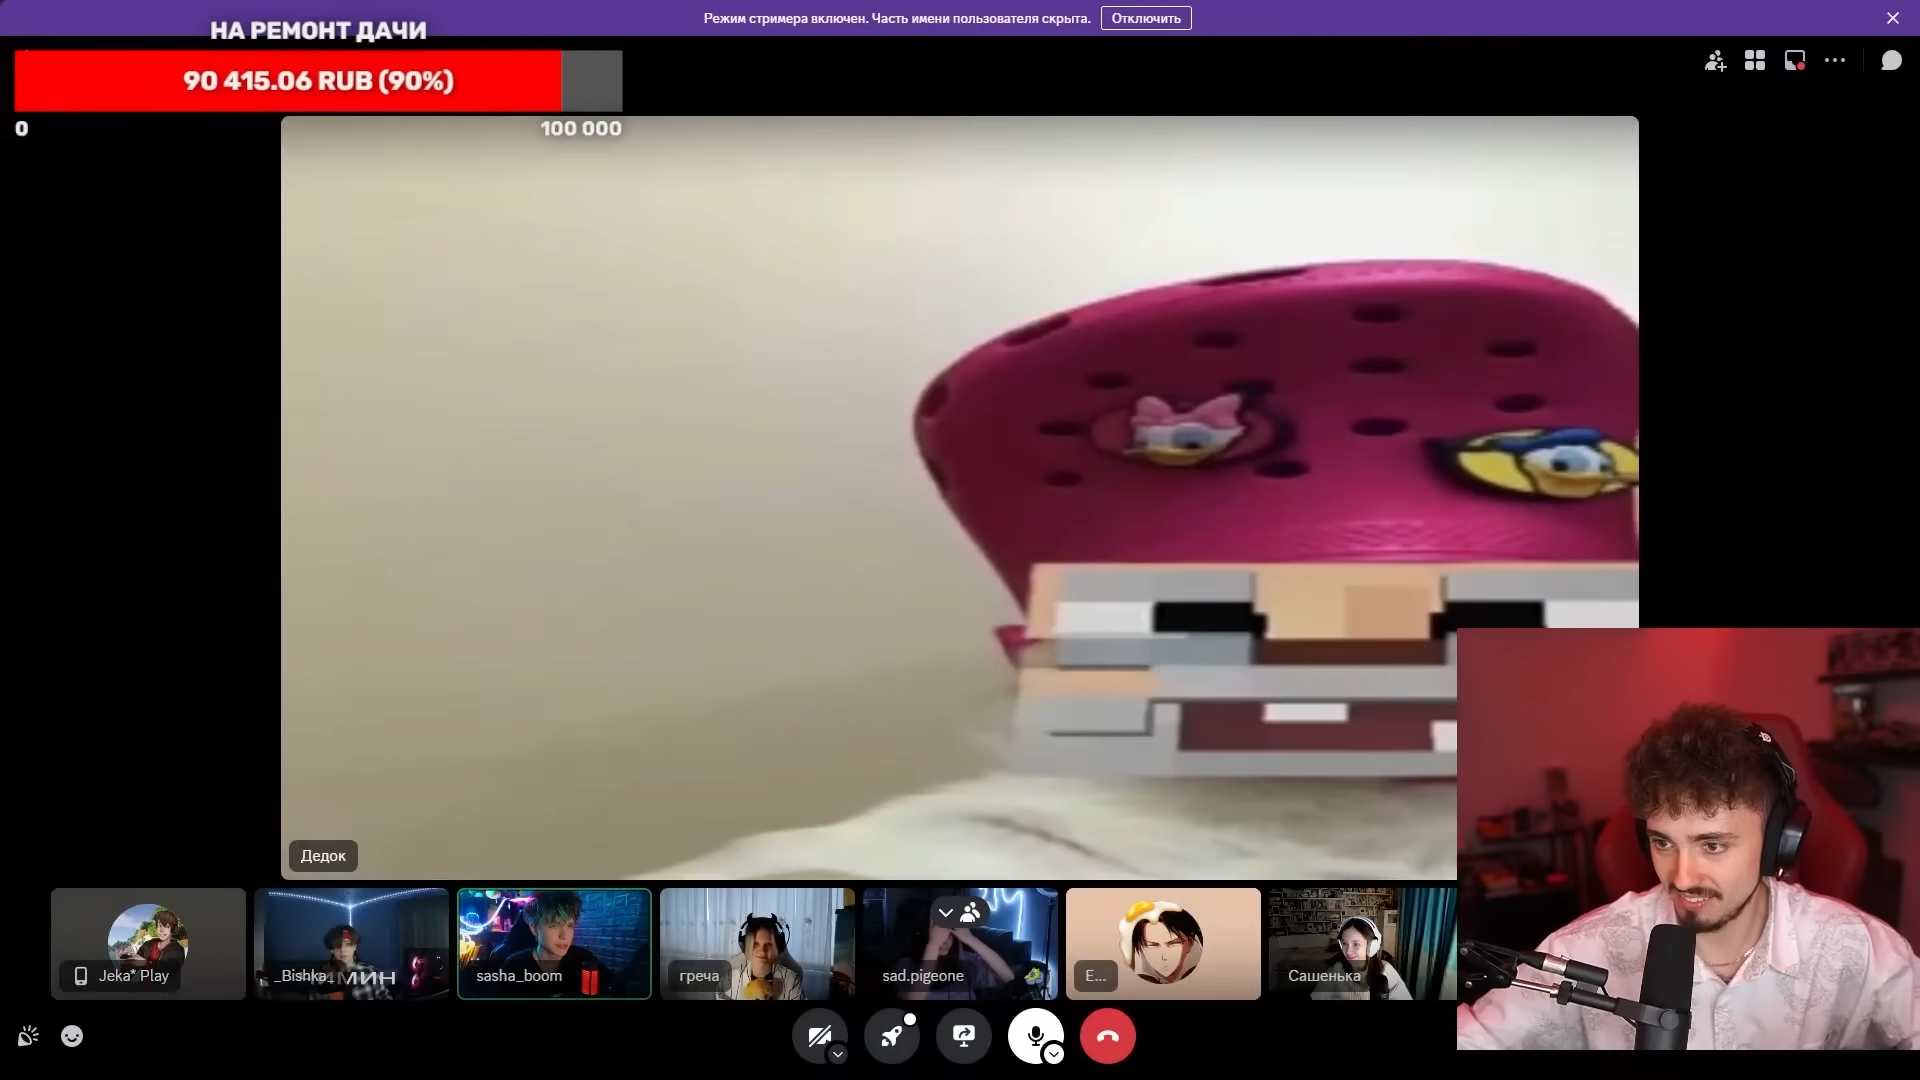 Режим стримера включен. Часть имени пользователя скрыта.
Отключить
НА РЕМОНТ ДАЧИ
90 415.06 RUB (90%)
0
100 000
Дедок
Jeka* Play
_Bishka_
sasha_boom
греча
sad.pigeone
E...
Сашенька